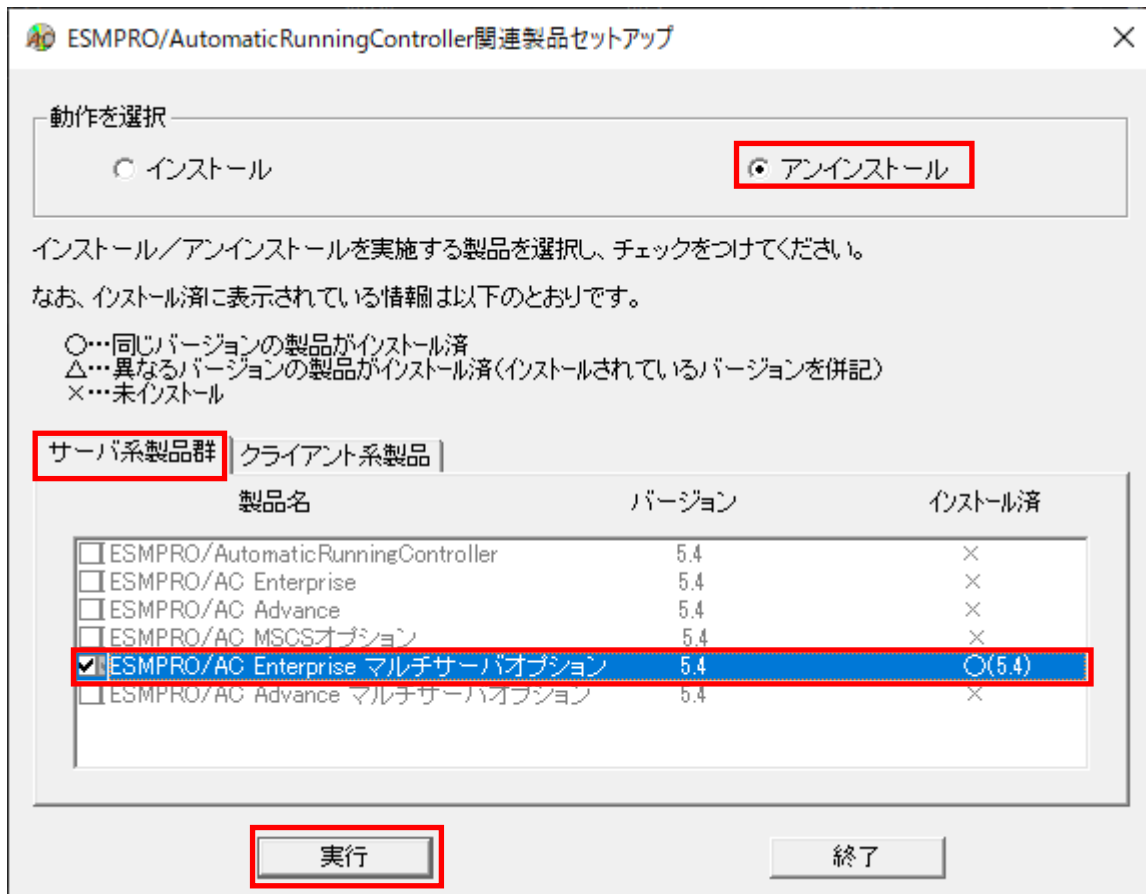 ESMPRO/AutomaticRunningController関連製品セットアップ
動作を選択
インストール アンインストール
インストール/アンインストールを実施する製品を選択し、チェックをつけてください。
なお、インストール済に表示されている情報は以下のとおりです。
○…同じバージョンの製品がインストール済
△…異なるバージョンの製品がインストール済(インストールされているバージョンを併記)
×…未インストール
サーバ系製品群 クライアント系製品
製品名 バージョン インストール済
ESMPRO/AutomaticRunningController 5.4 ×
ESMPRO/AC Enterprise 5.4 ×
ESMPRO/AC Advance 5.4 ×
ESMPRO/AC MSCSオプション 5.4 ×
ESMPRO/AC Enterprise マルチサーバオプション 5.4 ○(5.4)
ESMPRO/AC Advance マルチサーバオプション 5.4 ×
実行 終了